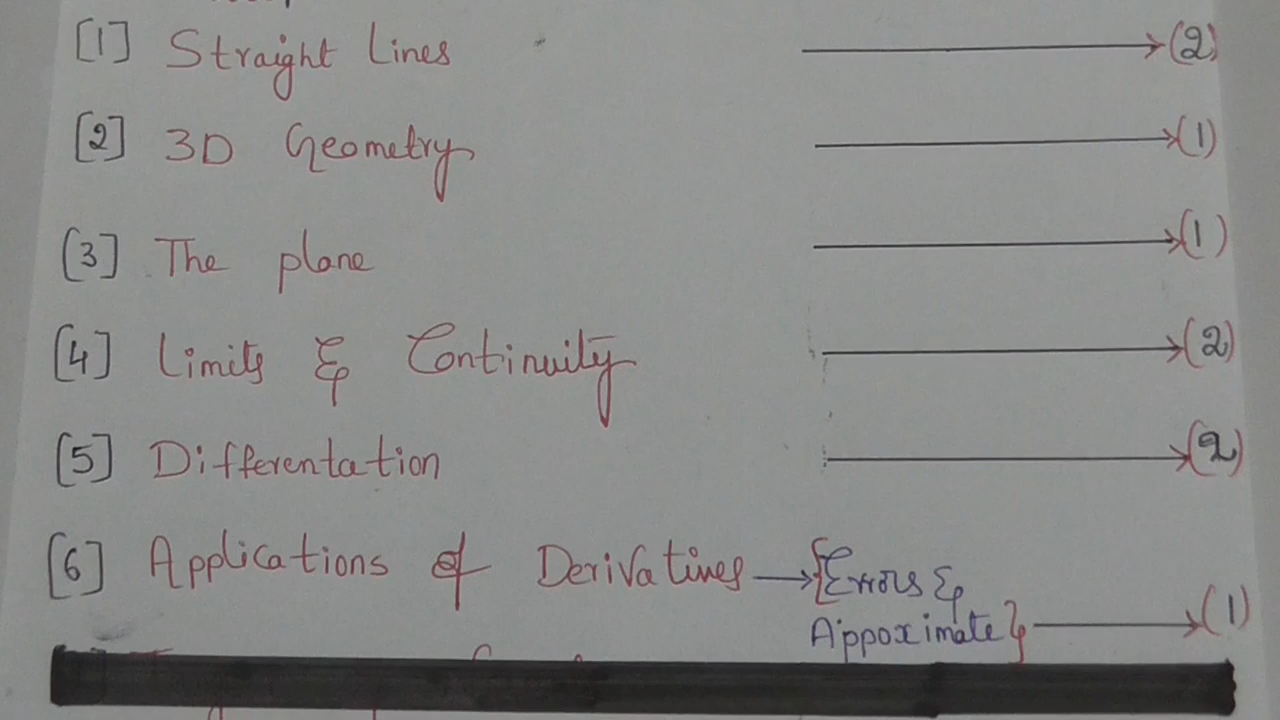 [1] Straight Lines → (2)
[2] 3D Geometry → (1)
[3] The plane → (1)
[4] Limits & Continuity → (2)
[5] Differentation → (2)
[6] Applications of Derivatives → {Errors &
Appoximate} → (1)